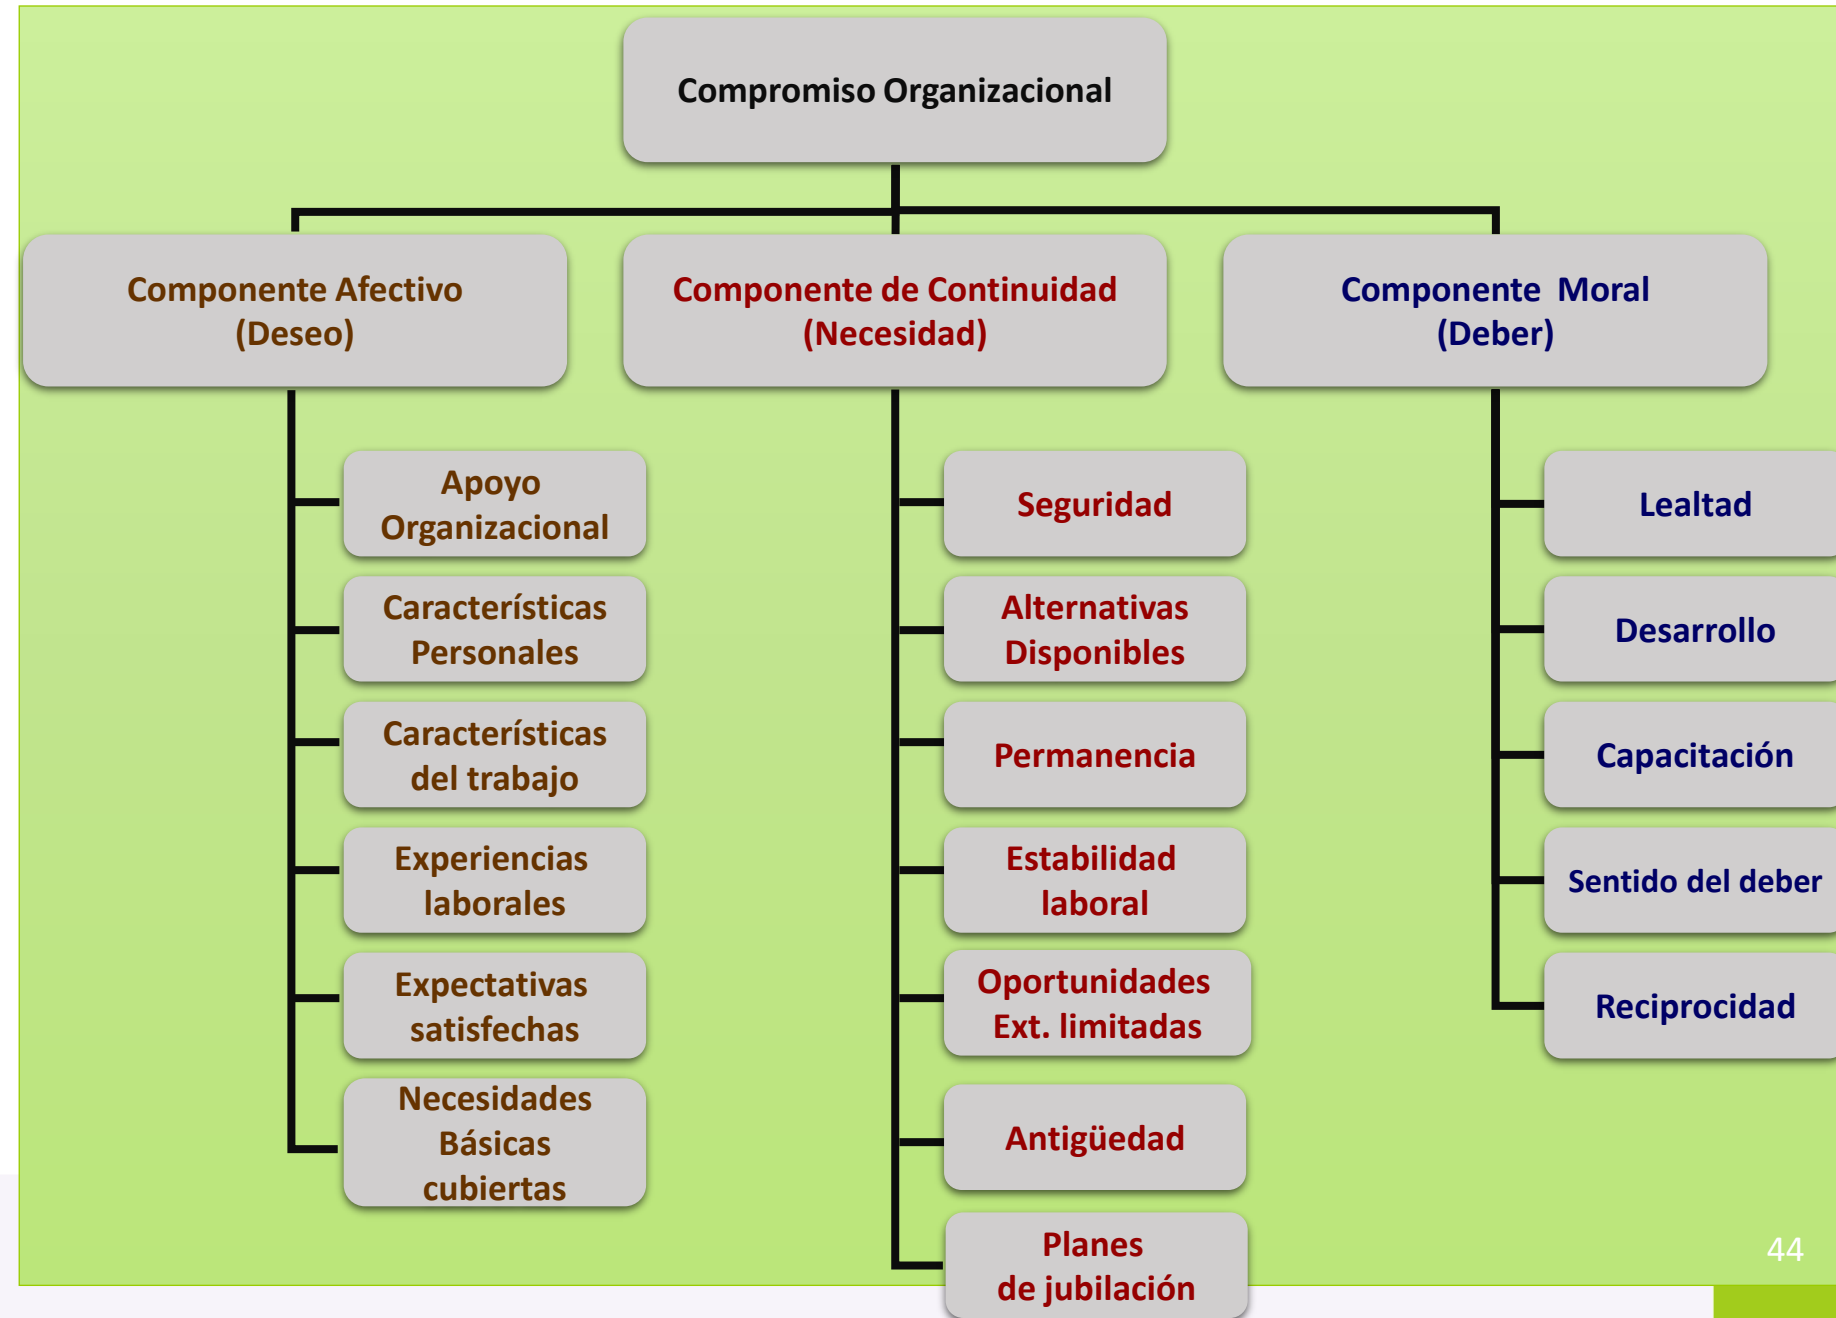 Compromiso Organizacional
Componente Afectivo
(Deseo)
Apoyo
Organizacional
Características
Personales
Características
del trabajo
Experiencias
laborales
Expectativas
satisfechas
Necesidades
Básicas
cubiertas
Componente de Continuidad
(Necesidad)
Seguridad
Alternativas
Disponibles
Permanencia
Estabilidad
laboral
Oportunidades
Ext. limitadas
Antigüedad
Planes
de jubilación
Componente Moral
(Deber)
Lealtad
Desarrollo
Capacitación
Sentido del deber
Reciprocidad
44